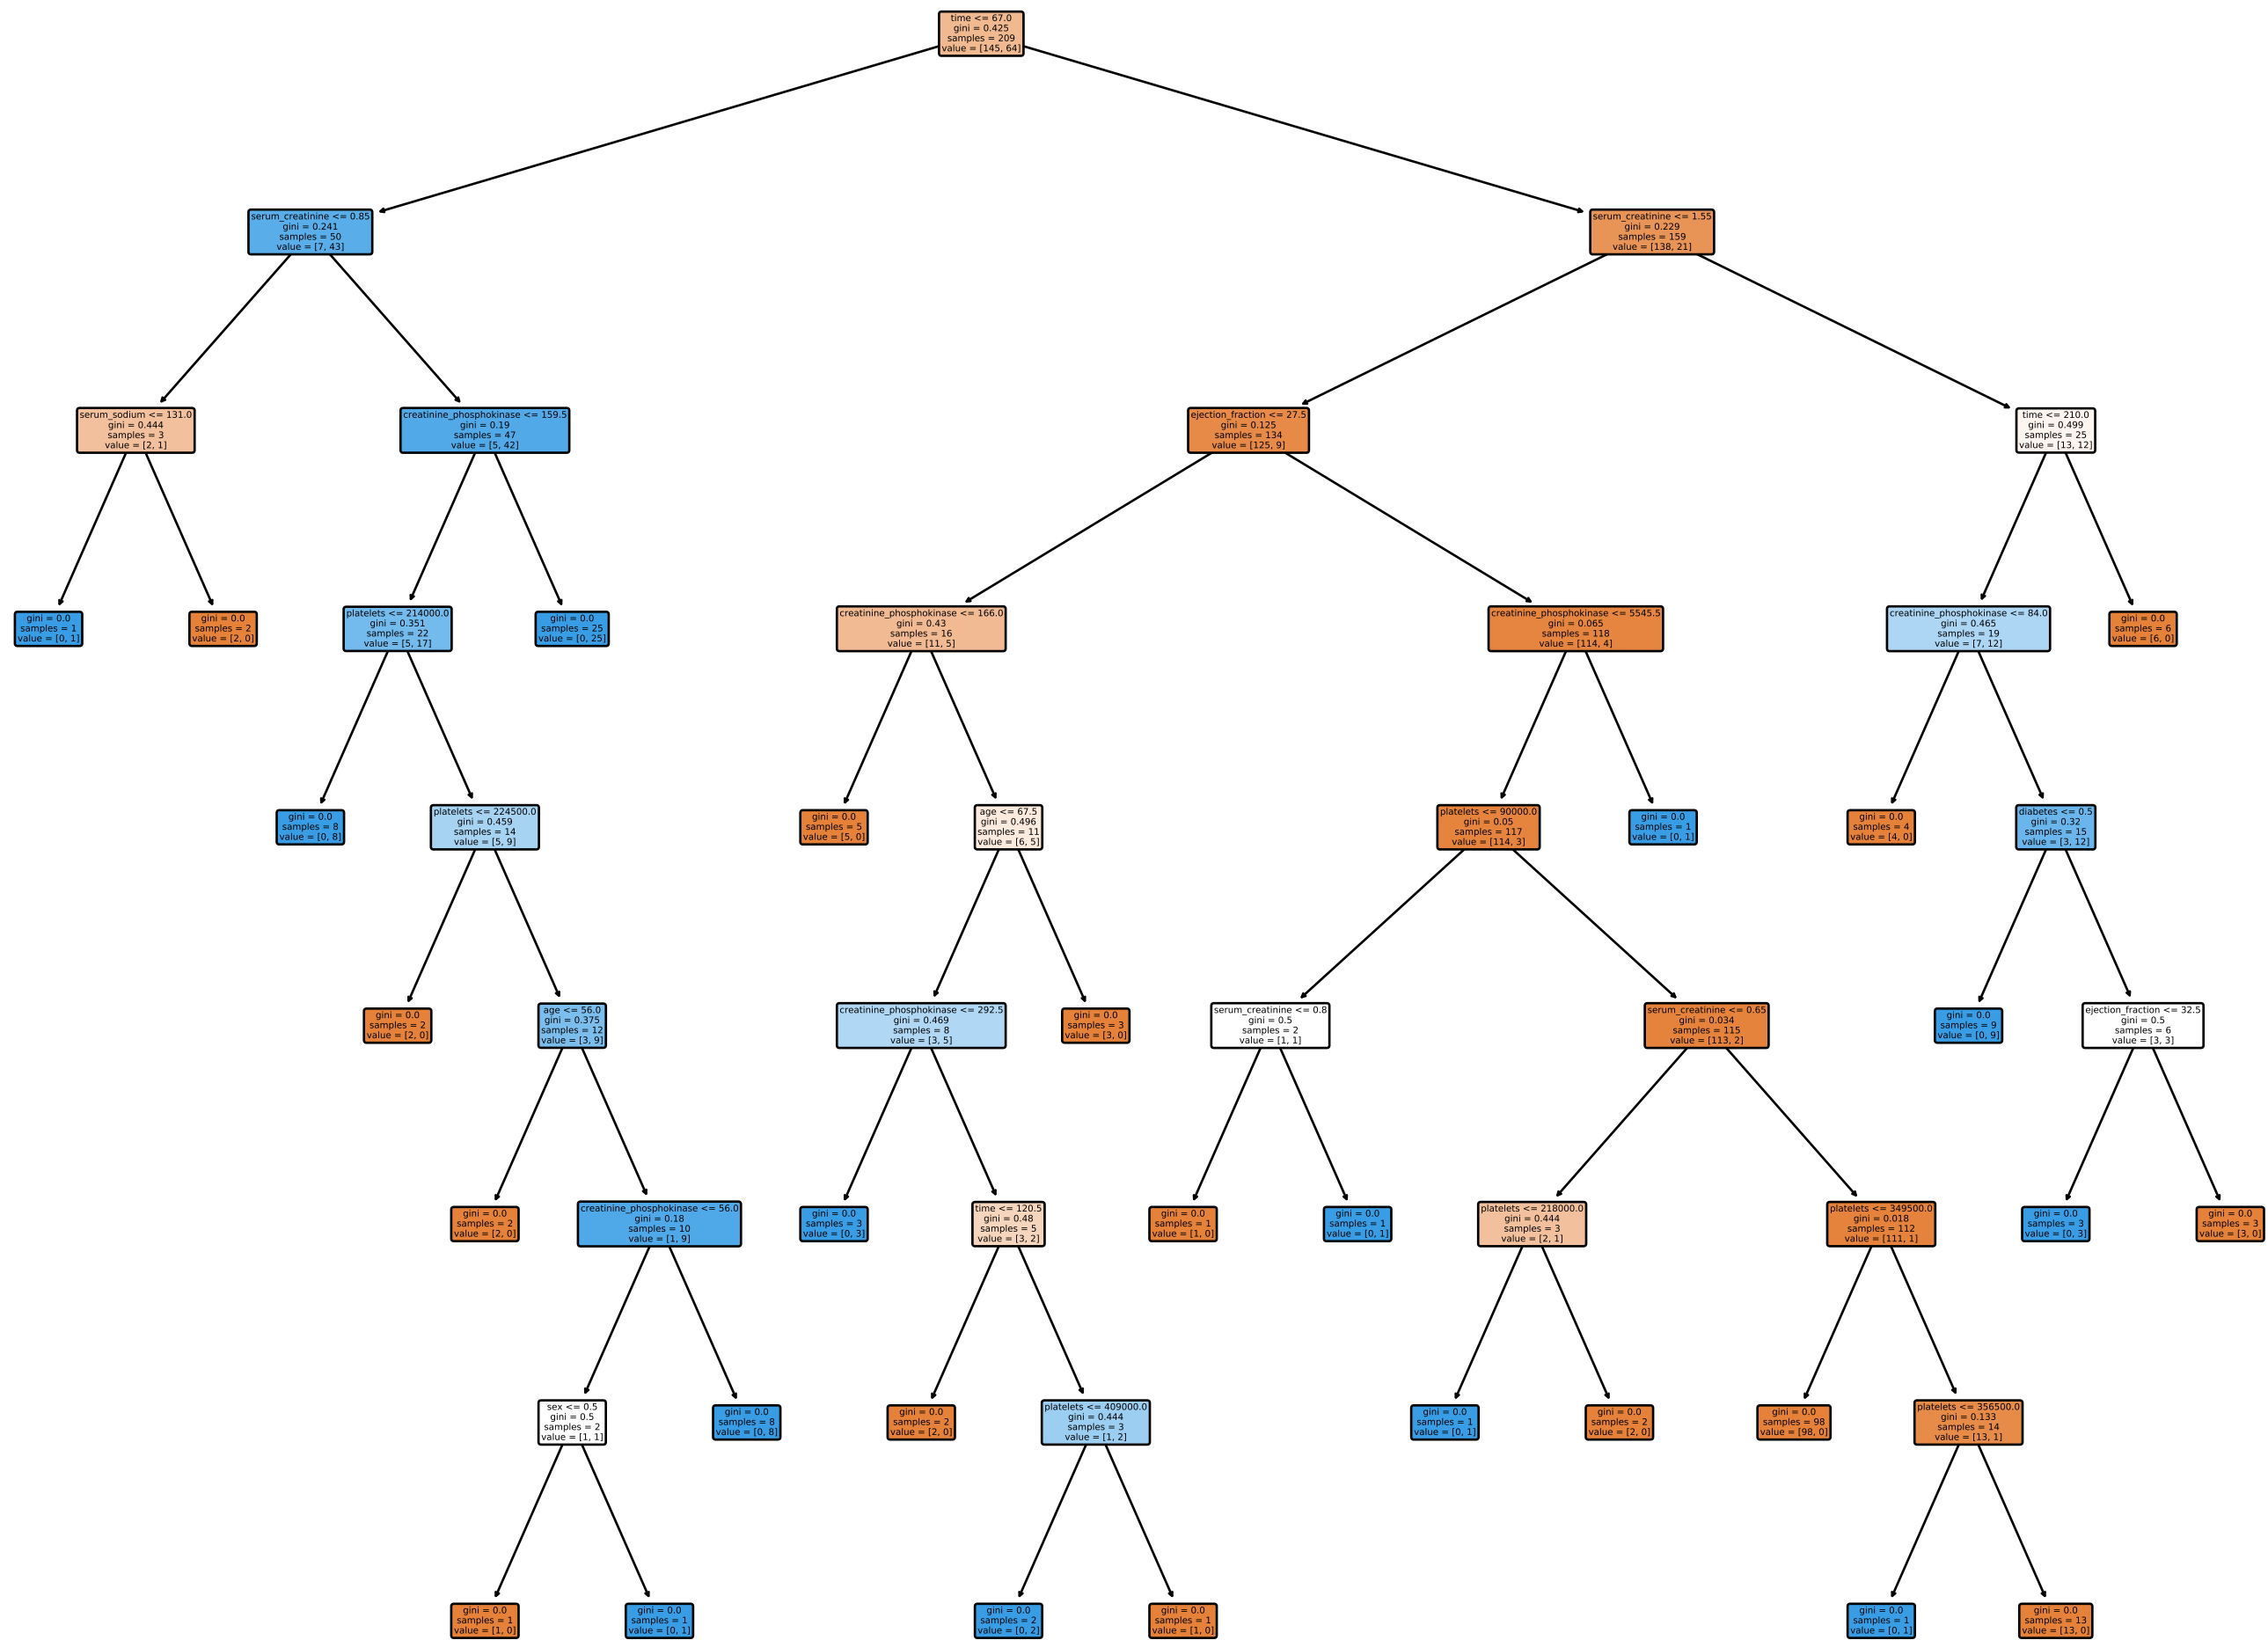 time <= 67.0
gini = 0.425
samples = 209
value = [145, 64]
serum_creatinine <= 0.85
gini = 0.241
samples = 50
value = [7, 43]
serum_creatinine <= 1.55
gini = 0.229
samples = 159
value = [138, 21]
serum_sodium <= 131.0
gini = 0.444
samples = 3
value = [2, 1]
creatinine_phosphokinase <= 159.5
gini = 0.19
samples = 47
value = [5, 42]
ejection_fraction <= 27.5
gini = 0.125
samples = 134
value = [125, 9]
time <= 210.0
gini = 0.499
samples = 25
value = [13, 12]
gini = 0.0
samples = 1
value = [0, 1]
gini = 0.0
samples = 2
value = [2, 0]
platelets <= 214000.0
gini = 0.351
samples = 22
value = [5, 17]
gini = 0.0
samples = 25
value = [0, 25]
creatinine_phosphokinase <= 166.0
gini = 0.43
samples = 16
value = [11, 5]
creatinine_phosphokinase <= 5545.5
gini = 0.065
samples = 118
value = [114, 4]
creatinine_phosphokinase <= 84.0
gini = 0.465
samples = 19
value = [7, 12]
gini = 0.0
samples = 6
value = [6, 0]
gini = 0.0
samples = 8
value = [0, 8]
platelets <= 224500.0
gini = 0.459
samples = 14
value = [5, 9]
gini = 0.0
samples = 5
value = [5, 0]
age <= 67.5
gini = 0.496
samples = 11
value = [6, 5]
platelets <= 90000.0
gini = 0.05
samples = 117
value = [114, 3]
gini = 0.0
samples = 1
value = [0, 1]
gini = 0.0
samples = 4
value = [4, 0]
diabetes <= 0.5
gini = 0.32
samples = 15
value = [3, 12]
gini = 0.0
samples = 2
value = [2, 0]
age <= 56.0
gini = 0.375
samples = 12
value = [3, 9]
creatinine_phosphokinase <= 292.5
gini = 0.469
samples = 8
value = [3, 5]
gini = 0.0
samples = 3
value = [3, 0]
serum_creatinine <= 0.8
gini = 0.5
samples = 2
value = [1, 1]
serum_creatinine <= 0.65
gini = 0.034
samples = 115
value = [113, 2]
gini = 0.0
samples = 9
value = [0, 9]
ejection_fraction <= 32.5
gini = 0.5
samples = 6
value = [3, 3]
gini = 0.0
samples = 2
value = [2, 0]
creatinine_phosphokinase <= 56.0
gini = 0.18
samples = 10
value = [1, 9]
gini = 0.0
samples = 3
value = [0, 3]
time <= 120.5
gini = 0.48
samples = 5
value = [3, 2]
gini = 0.0
samples = 1
value = [1, 0]
gini = 0.0
samples = 1
value = [0, 1]
platelets <= 218000.0
gini = 0.444
samples = 3
value = [2, 1]
platelets <= 349500.0
gini = 0.018
samples = 112
value = [111, 1]
gini = 0.0
samples = 3
value = [0, 3]
gini = 0.0
samples = 3
value = [3, 0]
sex <= 0.5
gini = 0.5
samples = 2
value = [1, 1]
gini = 0.0
samples = 8
value = [0, 8]
gini = 0.0
samples = 2
value = [2, 0]
platelets <= 409000.0
gini = 0.444
samples = 3
value = [1, 2]
gini = 0.0
samples = 1
value = [0, 1]
gini = 0.0
samples = 2
value = [2, 0]
gini = 0.0
samples = 98
value = [98, 0]
platelets <= 356500.0
gini = 0.133
samples = 14
value = [13, 1]
gini = 0.0
samples = 1
value = [1, 0]
gini = 0.0
samples = 1
value = [0, 1]
gini = 0.0
samples = 2
value = [0, 2]
gini = 0.0
samples = 1
value = [1, 0]
gini = 0.0
samples = 1
value = [0, 1]
gini = 0.0
samples = 13
value = [13, 0]